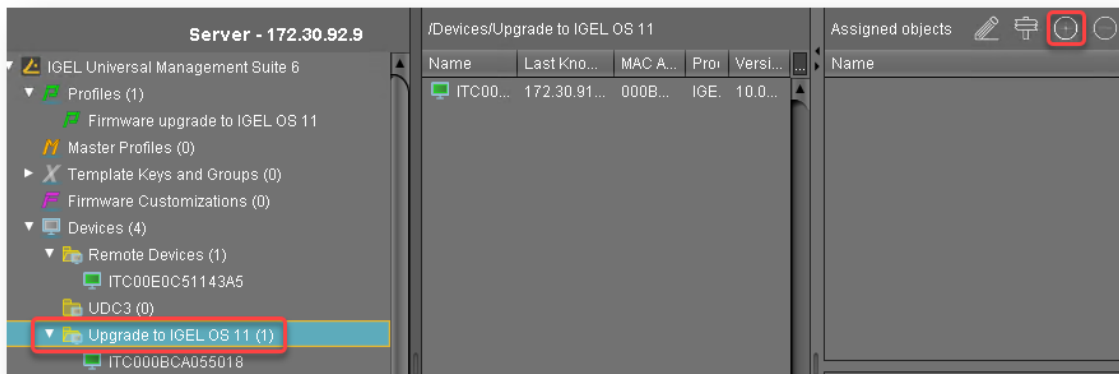 Server - 172.30.92.9
IGEL Universal Management Suite 6
Profiles (1)
Firmware upgrade to IGEL OS 11
Master Profiles (0)
Template Keys and Groups (0)
Firmware Customizations (0)
Devices (4)
Remote Devices (1)
ITC00E0C51143A5
UDC3 (0)
Upgrade to IGEL OS 11 (1)
ITC000BCA055018
/Devices/Upgrade to IGEL OS 11
Name Last Kno... MAC A... Pro Versi... ...
ITC00... 172.30.91... 000B... IGE. 10.0...
Assigned objects
Name